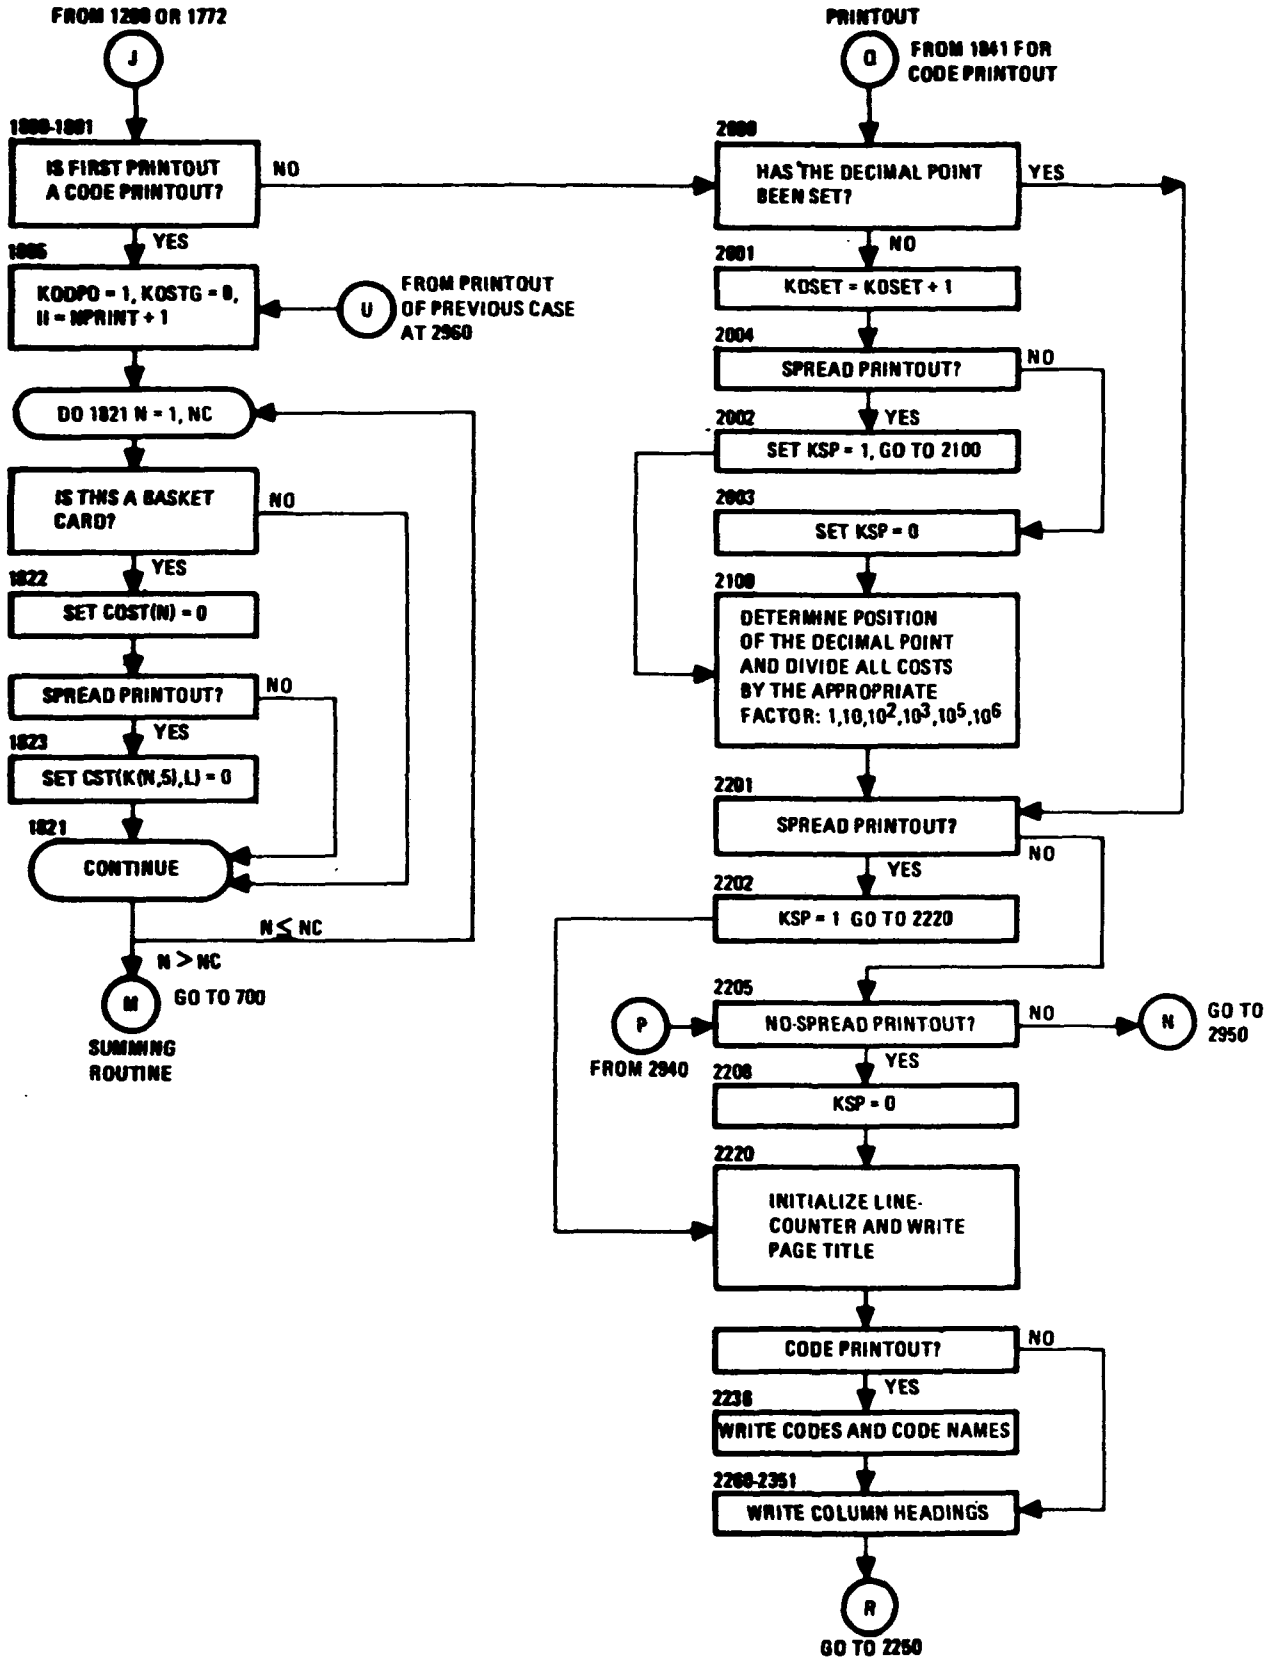 FROM 1200 OR 1772
J
1800-1801
IS FIRST PRINTOUT
A CODE PRINTOUT?
NO
YES
1805
KODPO = 1, KOSTG = 0,
II = NPRINT + 1
U
FROM PRINTOUT
OF PREVIOUS CASE
AT 2960
DO 1821 N = 1, NC
IS THIS A BASKET
CARD?
NO
YES
1822
SET COST(N) = 0
SPREAD PRINTOUT?
NO
YES
1823
SET CST(K(N,5),L) = 0
1821
CONTINUE
N ≤ NC
N > NC
M
GO TO 700
SUMMING
ROUTINE
PRINTOUT
Q
FROM 1841 FOR
CODE PRINTOUT
2000
HAS THE DECIMAL POINT
BEEN SET?
YES
NO
2001
KDSET = KDSET + 1
2004
SPREAD PRINTOUT?
NO
YES
2002
SET KSP = 1, GO TO 2100
2003
SET KSP = 0
2100
DETERMINE POSITION
OF THE DECIMAL POINT
AND DIVIDE ALL COSTS
BY THE APPROPRIATE
FACTOR: 1,10,10²,10³,10⁵,10⁶
2201
SPREAD PRINTOUT?
NO
YES
2202
KSP = 1 GO TO 2220
2205
P
FROM 2940
NO-SPREAD PRINTOUT?
NO
N
GO TO
2950
YES
2208
KSP = 0
2220
INITIALIZE LINE-
COUNTER AND WRITE
PAGE TITLE
CODE PRINTOUT?
NO
YES
2236
WRITE CODES AND CODE NAMES
2260-2351
WRITE COLUMN HEADINGS
R
GO TO 2250